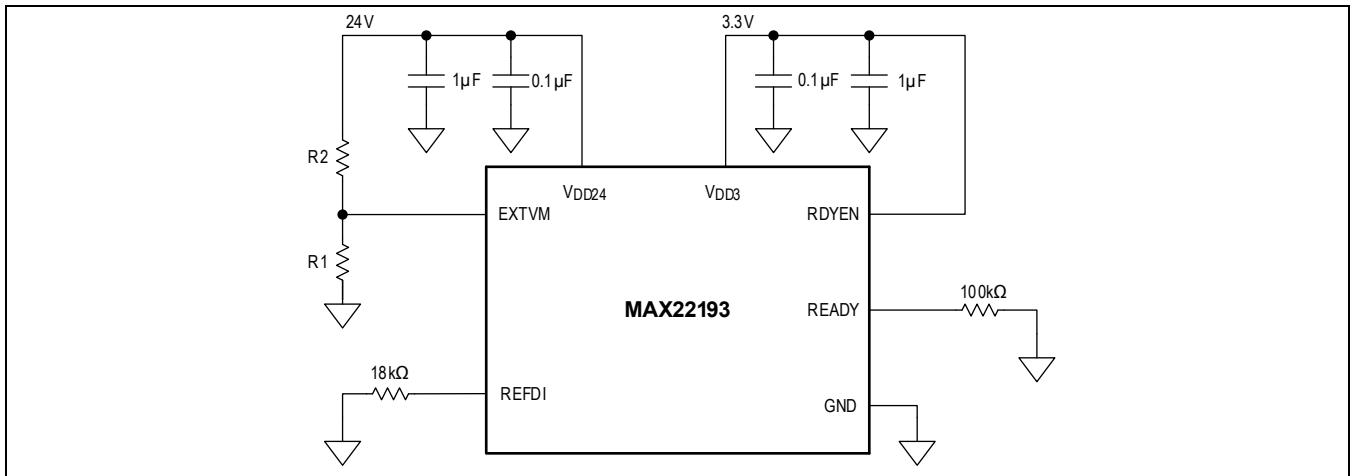 24V
3.3V
1µF
0.1µF
0.1µF
1µF
R2
VDD24
VDD3
EXTVM
RDYEN
R1
MAX22193
100kΩ
READY
18kΩ
REFDI
GND